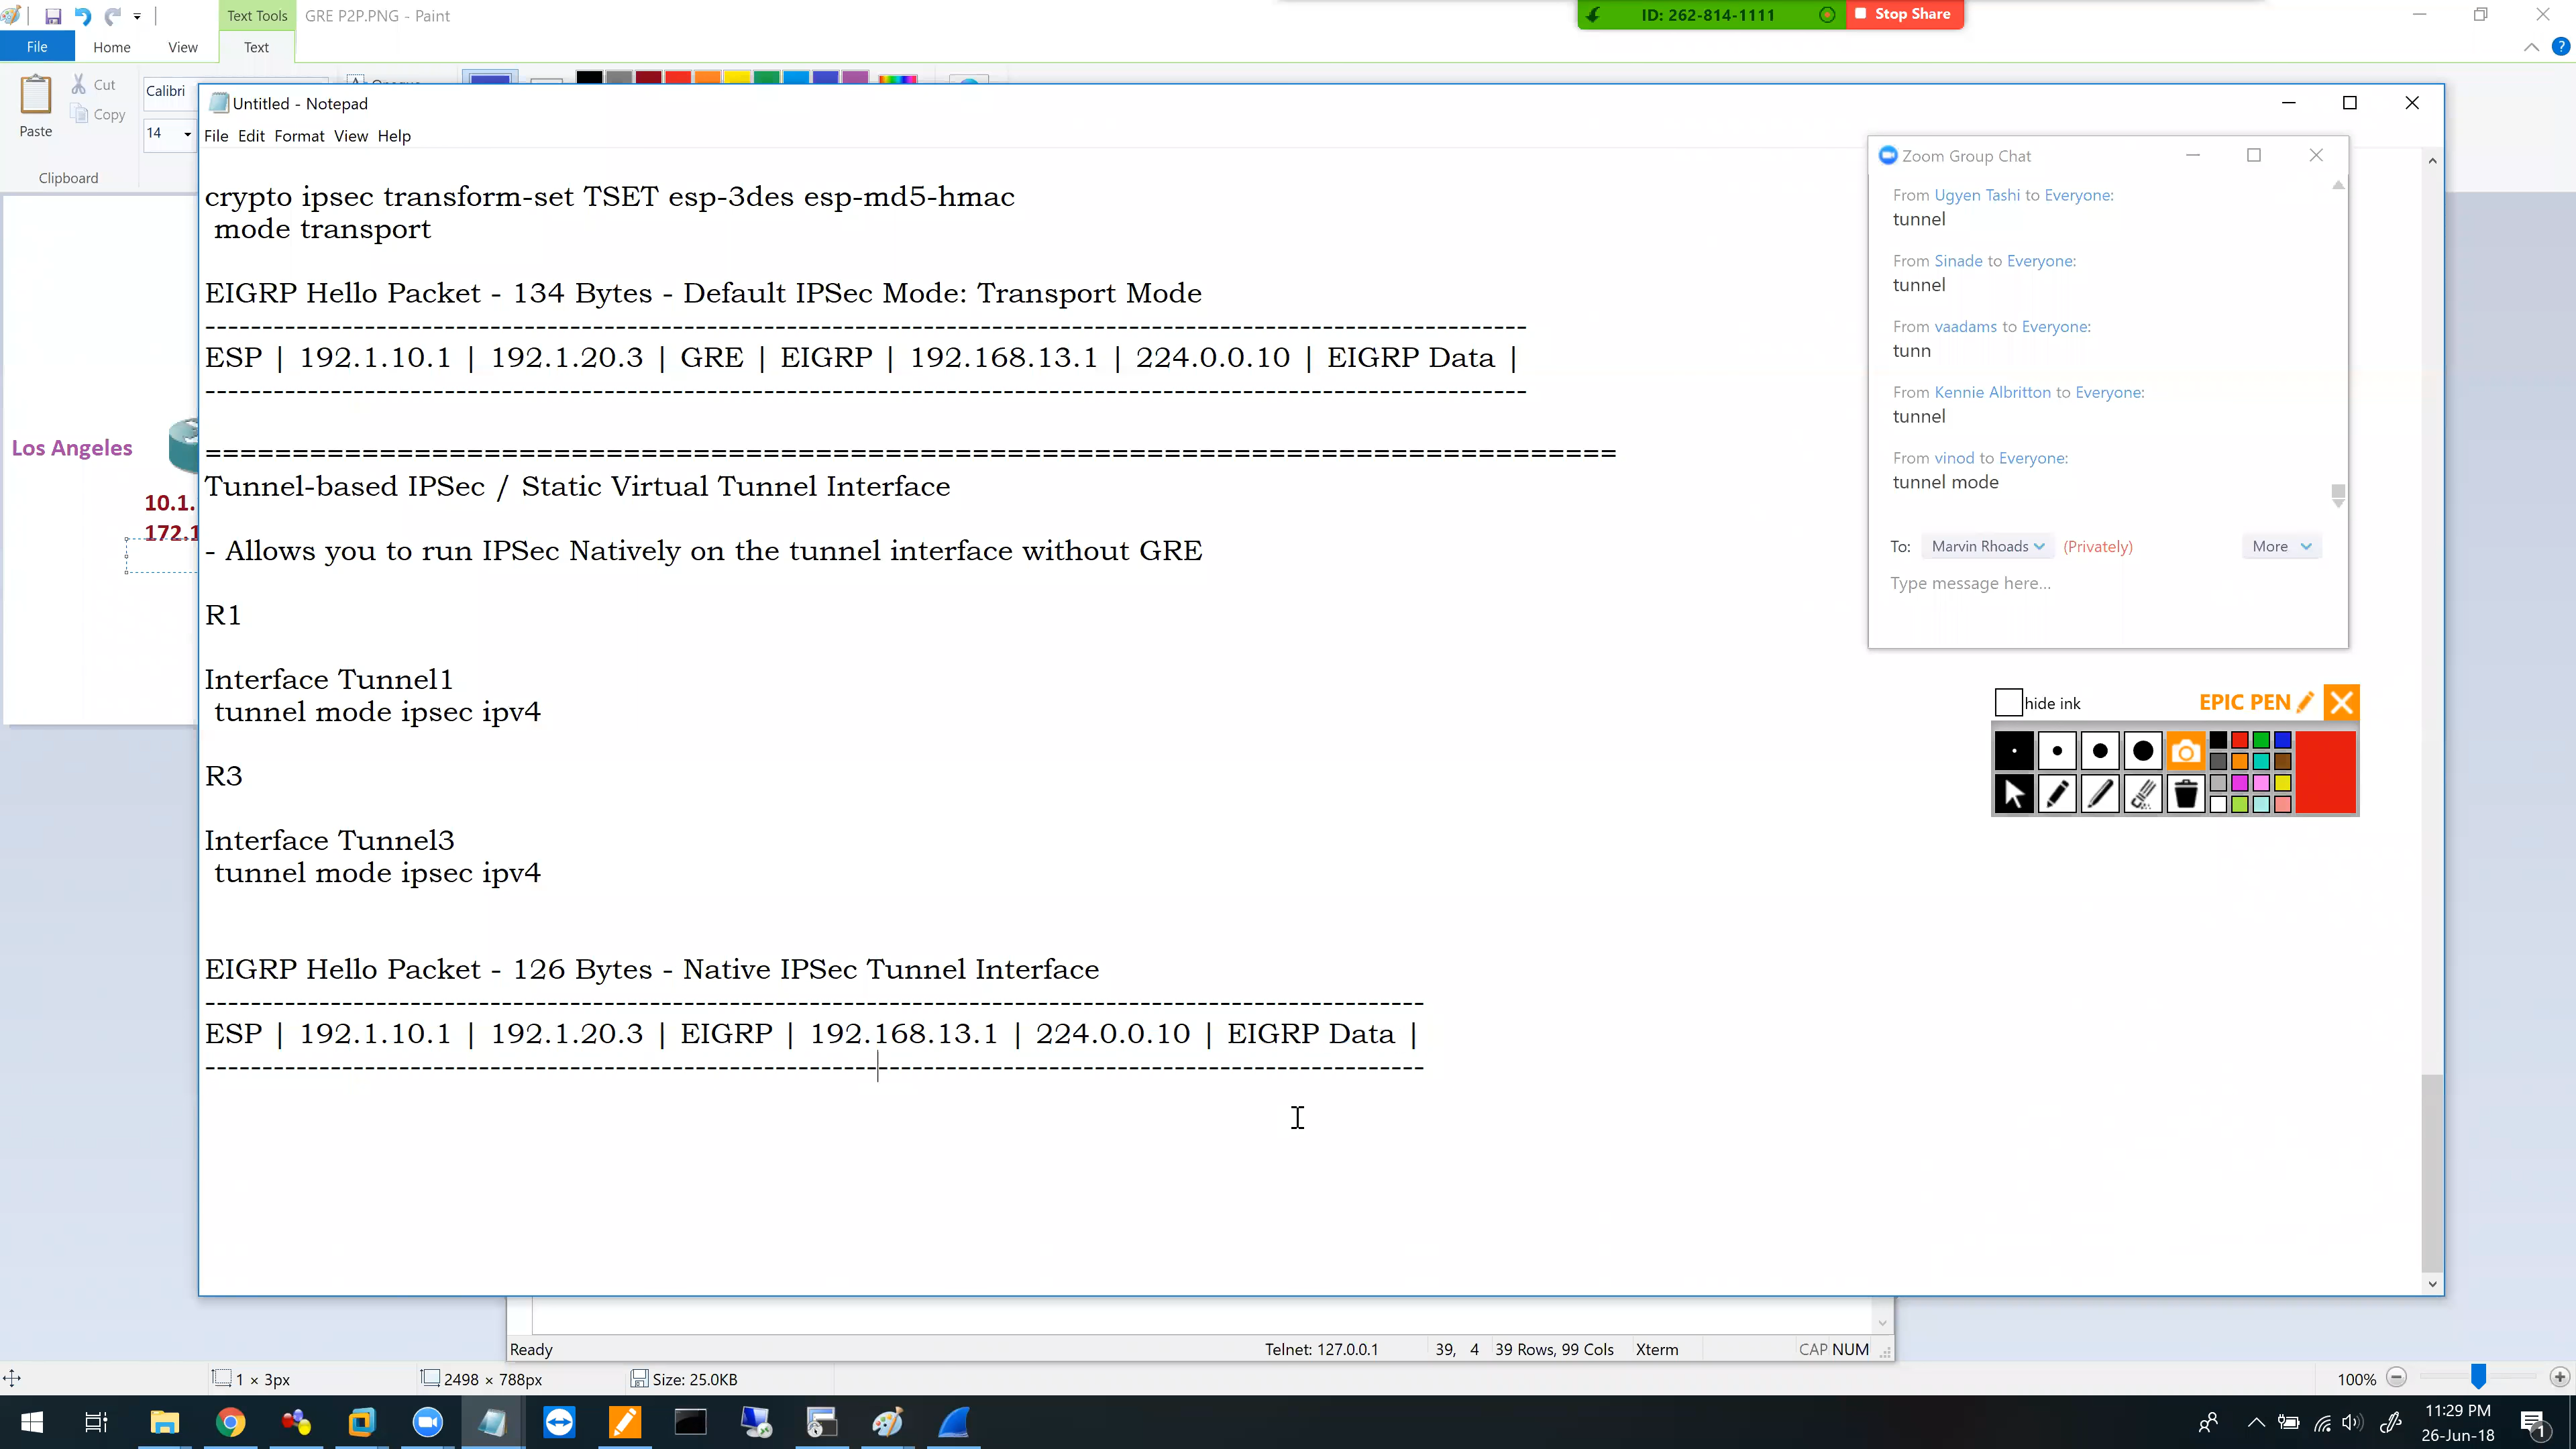 Text Tools
GRE P2P.PNG - Paint
ID: 262-814-1111
Stop Share
File
Home
View
Text
Paste
Cut
Copy
Clipboard
Calibri
14
Untitled - Notepad
File Edit Format View Help
crypto ipsec transform-set TSET esp-3des esp-md5-hmac
mode transport
EIGRP Hello Packet - 134 Bytes - Default IPSec Mode: Transport Mode
-------------------------------------------------------------------------------------------------------------------
ESP | 192.1.10.1 | 192.1.20.3 | GRE | EIGRP | 192.168.13.1 | 224.0.0.10 | EIGRP Data |
-------------------------------------------------------------------------------------------------------------------
=================================================================================
Tunnel-based IPSec / Static Virtual Tunnel Interface
- Allows you to run IPSec Natively on the tunnel interface without GRE
R1
Interface Tunnel1
tunnel mode ipsec ipv4
R3
Interface Tunnel3
tunnel mode ipsec ipv4
EIGRP Hello Packet - 126 Bytes - Native IPSec Tunnel Interface
----------------------------------------------------------------------------------------------------------
ESP | 192.1.10.1 | 192.1.20.3 | EIGRP | 192.168.13.1 | 224.0.0.10 | EIGRP Data |
----------------------------------------------------------------------------------------------------------
Los Angeles
10.1.
172.1
Zoom Group Chat
From Ugyen Tashi to Everyone:
tunnel
From Sinade to Everyone:
tunnel
From vaadams to Everyone:
tunn
From Kennie Albritton to Everyone:
tunnel
From vinod to Everyone:
tunnel mode
To: Marvin Rhoads (Privately) More
Type message here...
hide ink
EPIC PEN
Ready
Telnet: 127.0.0.1
39, 4
39 Rows, 99 Cols
Xterm
CAP NUM
1 × 3px
2498 × 788px
Size: 25.0KB
100%
11:29 PM
26-Jun-18
1